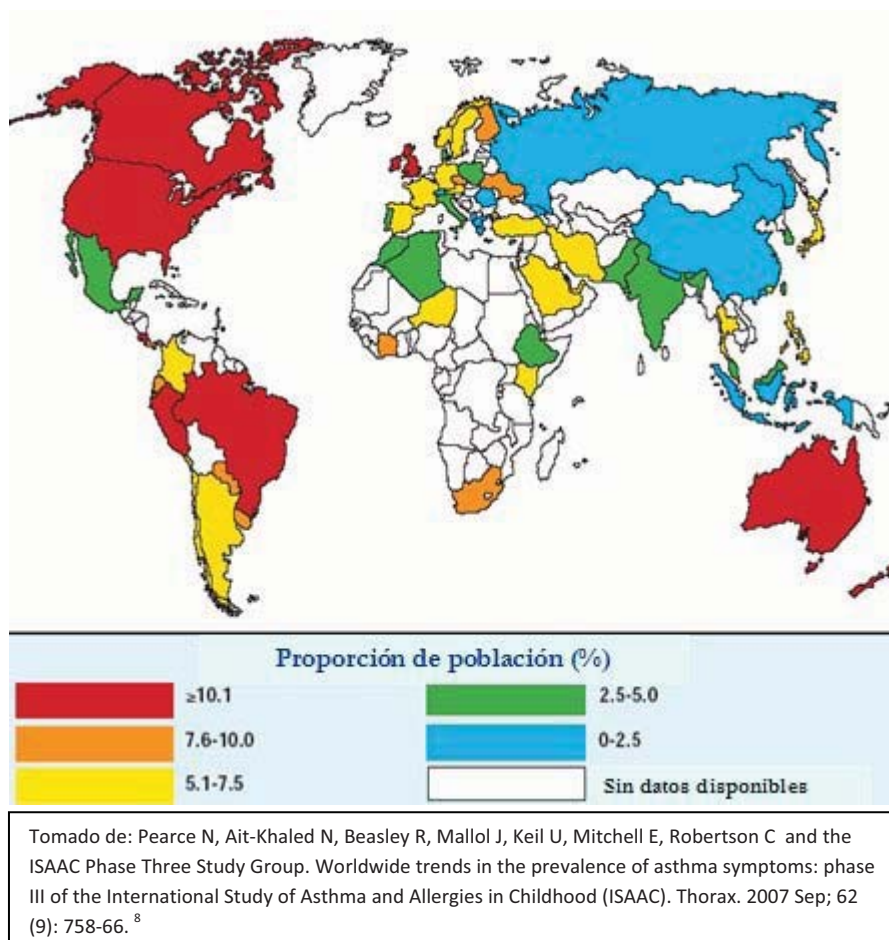 Proporción de población (%)
≥10.1
2.5-5.0
7.6-10.0
0-2.5
5.1-7.5
Sin datos disponibles
Tomado de: Pearce N, Ait-Khaled N, Beasley R, Mallol J, Keil U, Mitchell E, Robertson C and the
ISAAC Phase Three Study Group. Worldwide trends in the prevalence of asthma symptoms: phase
III of the International Study of Asthma and Allergies in Childhood (ISAAC). Thorax. 2007 Sep; 62
(9): 758-66. 8